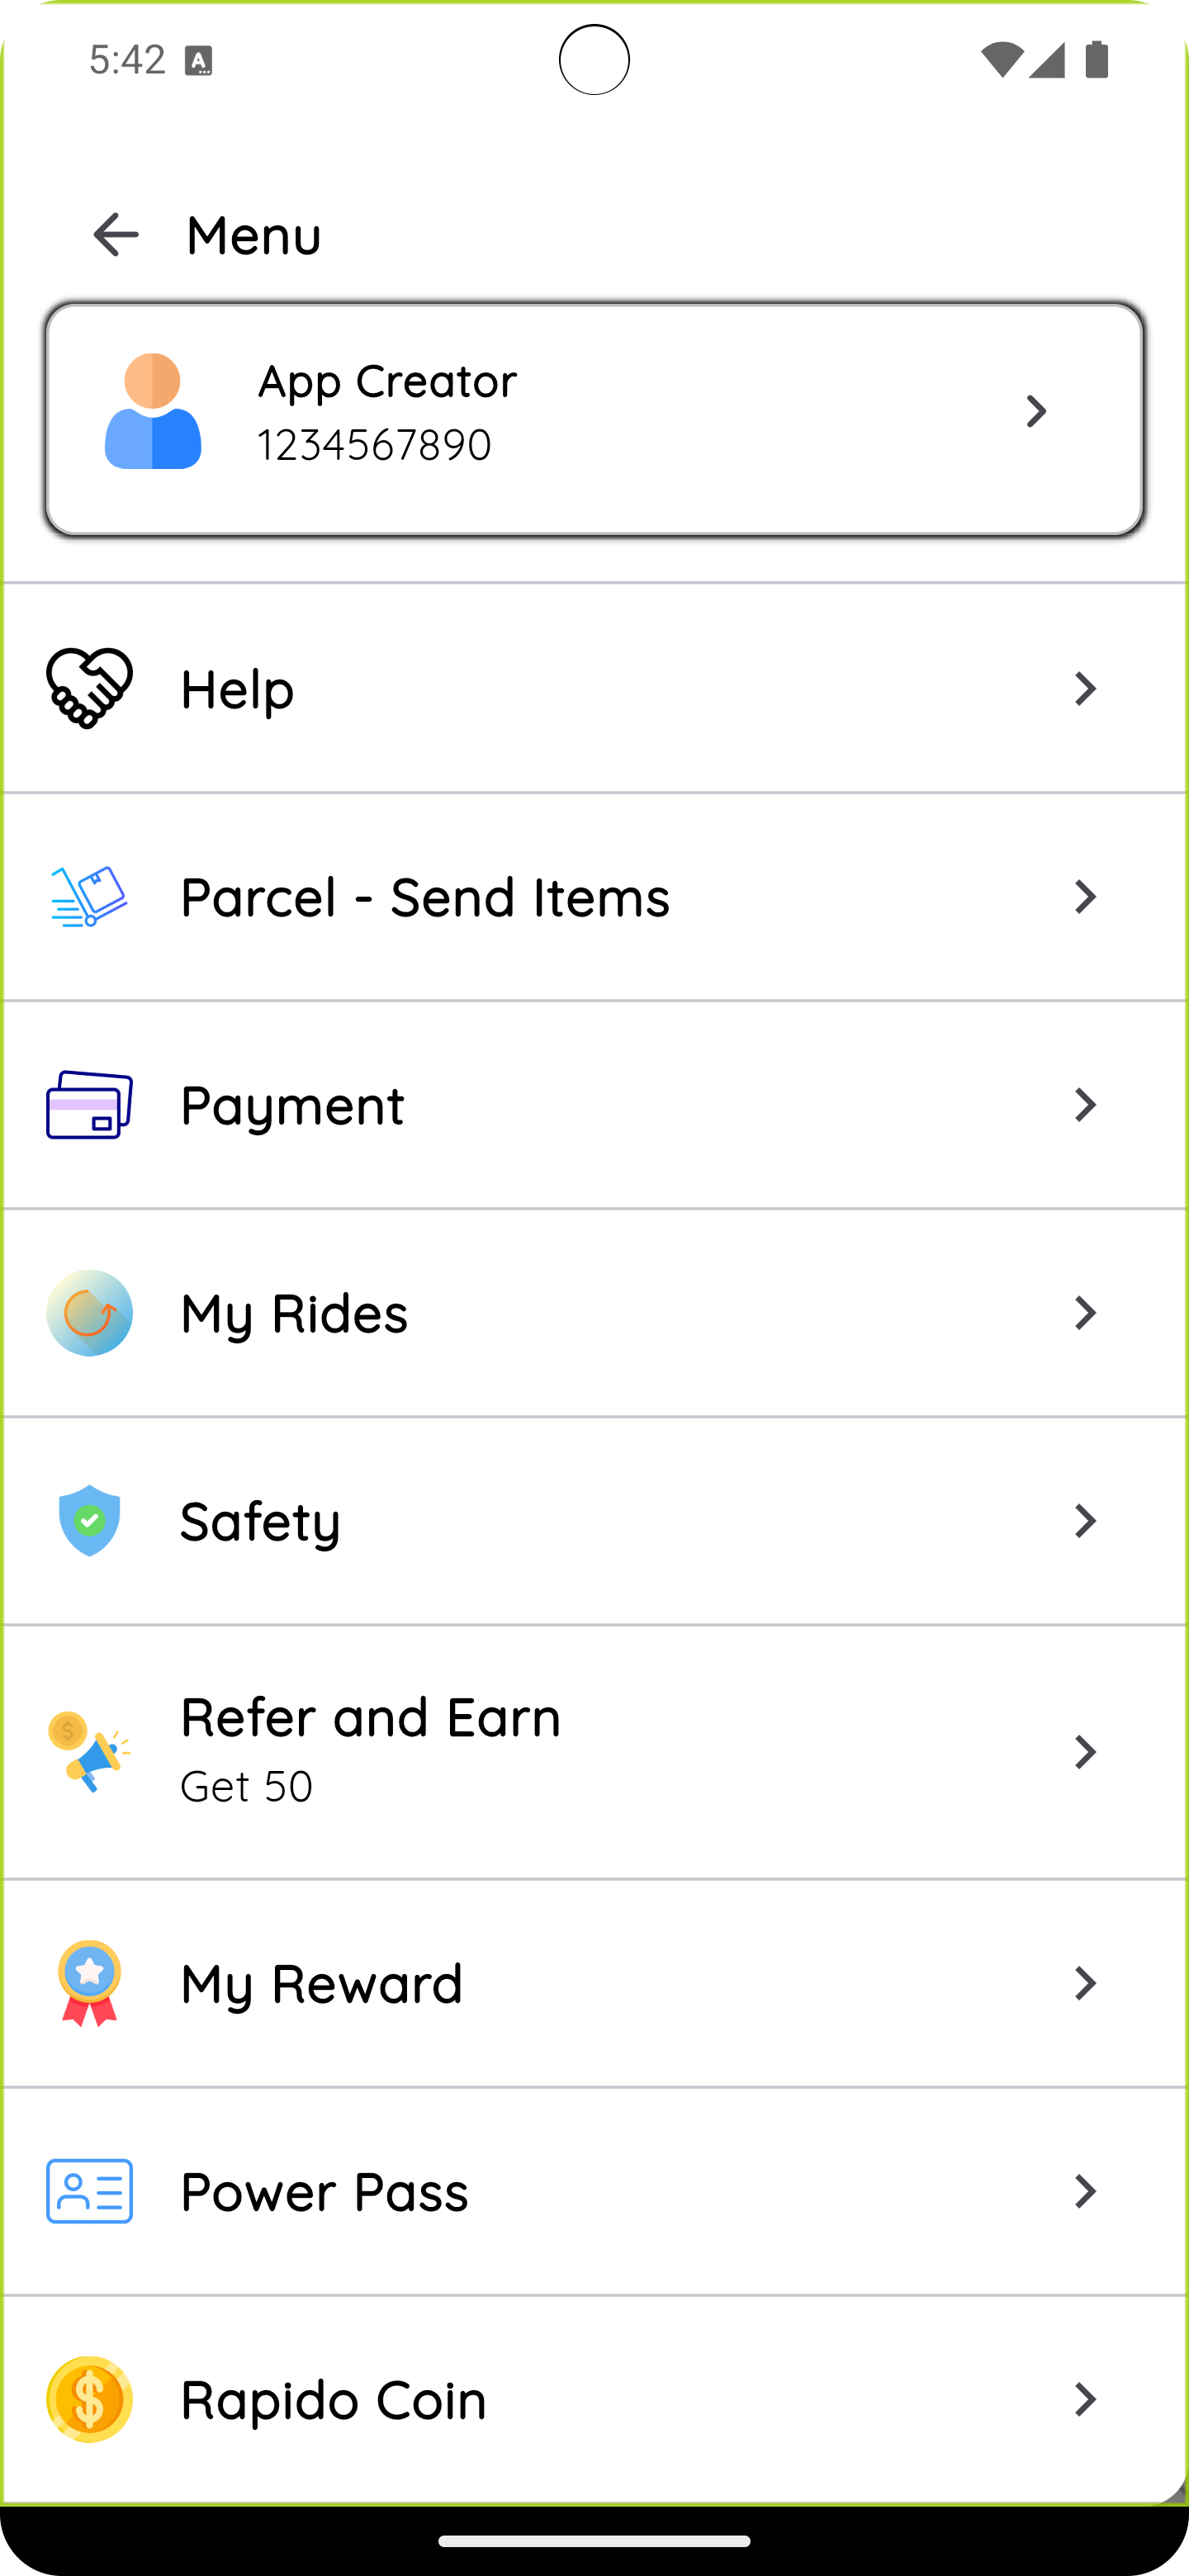 5:42
Menu
App Creator
1234567890
Help
Parcel - Send Items
Payment
My Rides
Safety
Refer and Earn
Get 50
My Reward
Power Pass
Rapido Coin